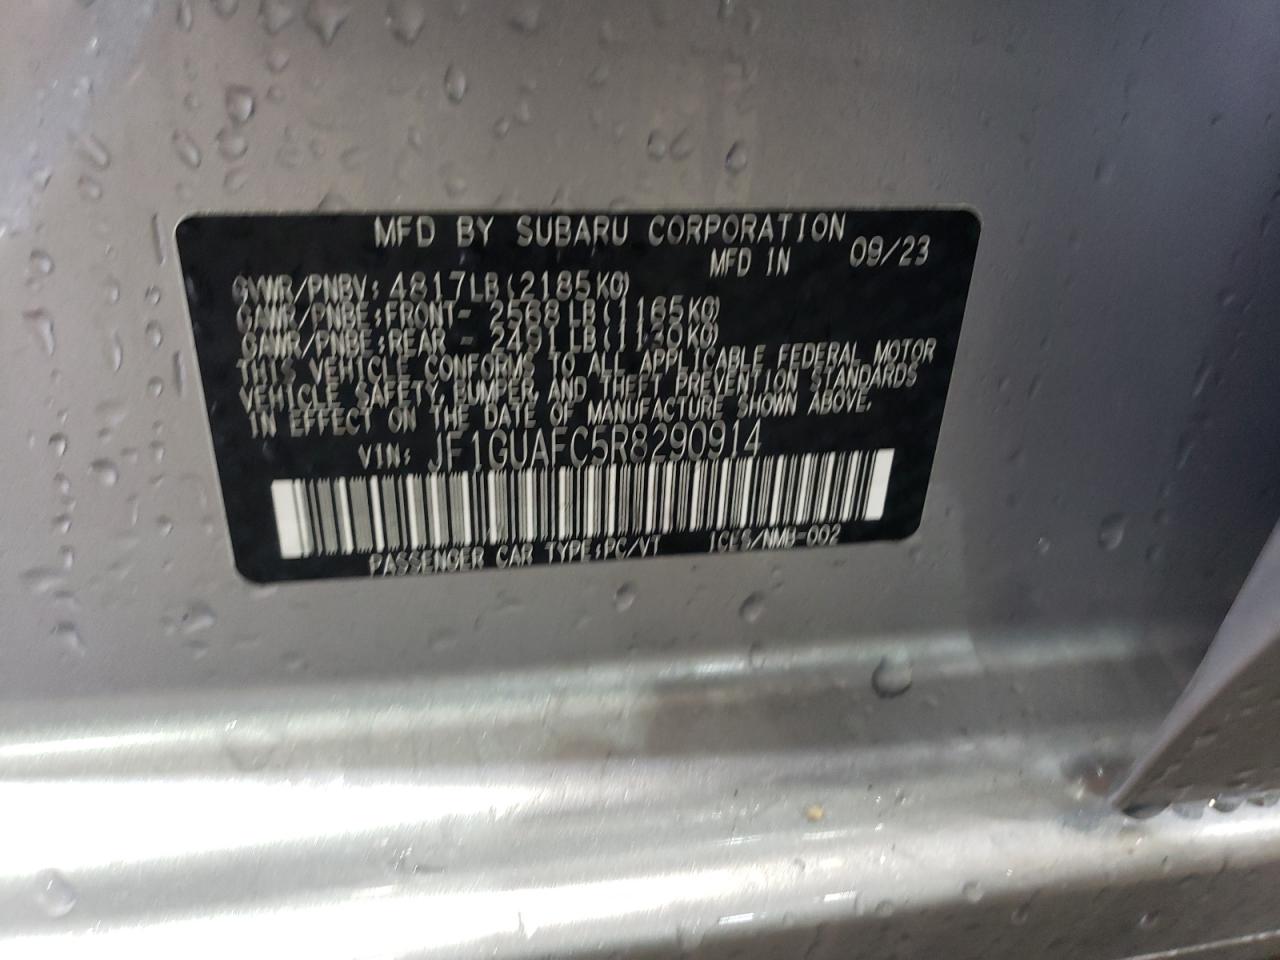 MFD BY SUBARU CORPORATION
MFD IN 09/23
GVWR/PNBV: 4817LB(2185KG)
GAWR/PNBE:FRONT- 2568LB(1165KG)
GAWR/PNBE:REAR - 2491LB(1130KG)
THIS VEHICLE CONFORMS TO ALL APPLICABLE FEDERAL MOTOR
VEHICLE SAFETY, BUMPER, AND THEFT PREVENTION STANDARDS
IN EFFECT ON THE DATE OF MANUFACTURE SHOWN ABOVE.
VIN: JF1GUAFC5R8290914
PASSENGER CAR TYPE:PC/VT ICES/NMB-002